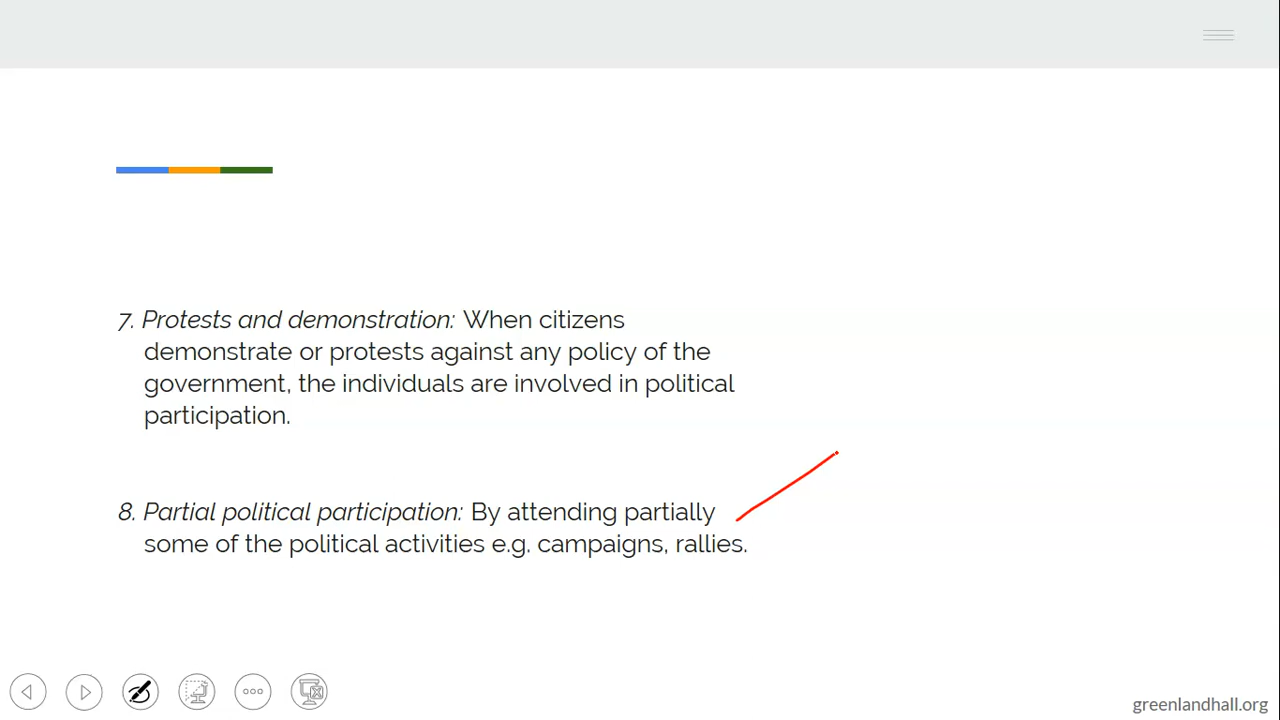 7. Protests and demonstration: When citizens
demonstrate or protests against any policy of the
government, the individuals are involved in political
participation.
8. Partial political participation: By attending partially
some of the political activities e.g. campaigns, rallies.
greenlandhall.org